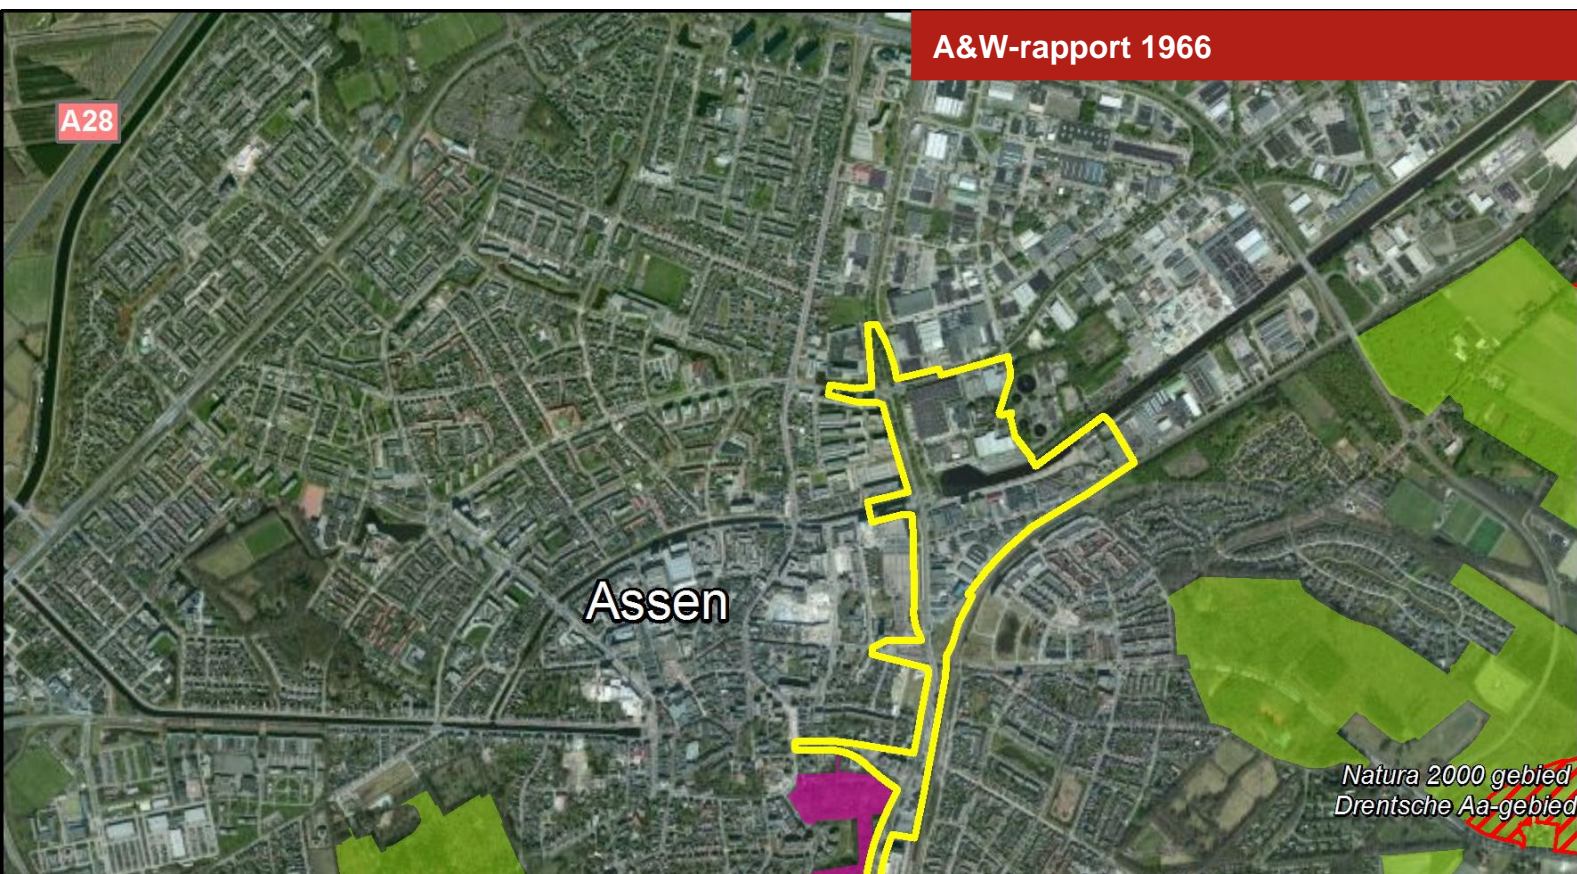 A&W-rapport 1966
A28
Assen
Natura 2000 gebied
Drentsche Aa-gebied